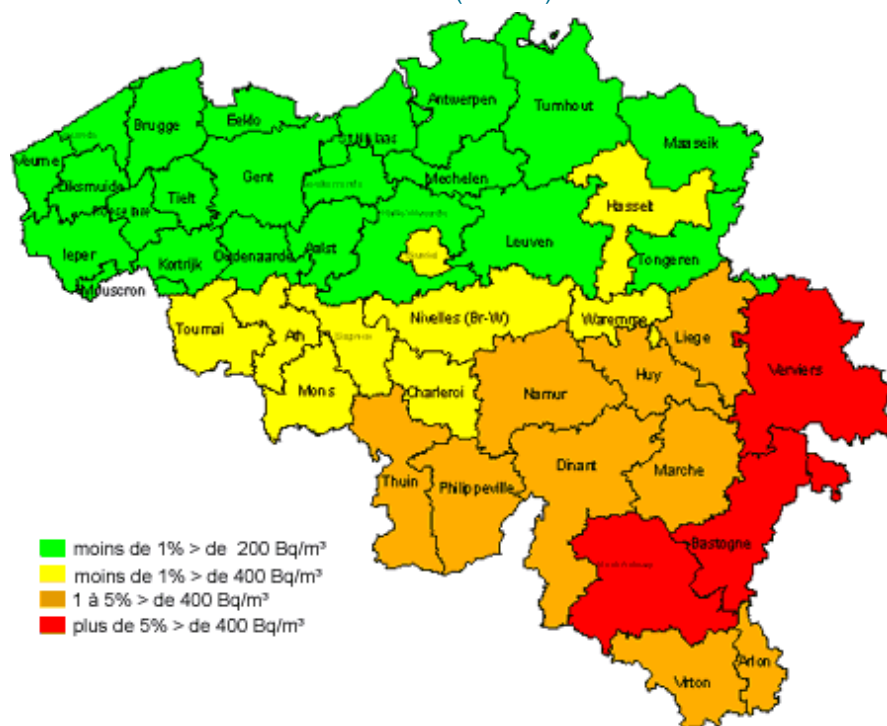 Antwerpen
Turnhout
Brugge
Eeklo
Maaseik
Veurne
Gent
Mechelen
Diksmuide
Tielt
Hasselt
Ieper
Kortrijk
Oudenaarde
Aalst
Leuven
Tongeren
Mouscron
Tournai
Ath
Nivelles (Br-W)
Waremme
Liege
Verviers
Mons
Charleroi
Namur
Huy
Thuin
Philippeville
Dinant
Marche
Bastogne
Virton
Arlon
moins de 1% > de 200 Bq/m³
moins de 1% > de 400 Bq/m³
1 à 5% > de 400 Bq/m³
plus de 5% > de 400 Bq/m³